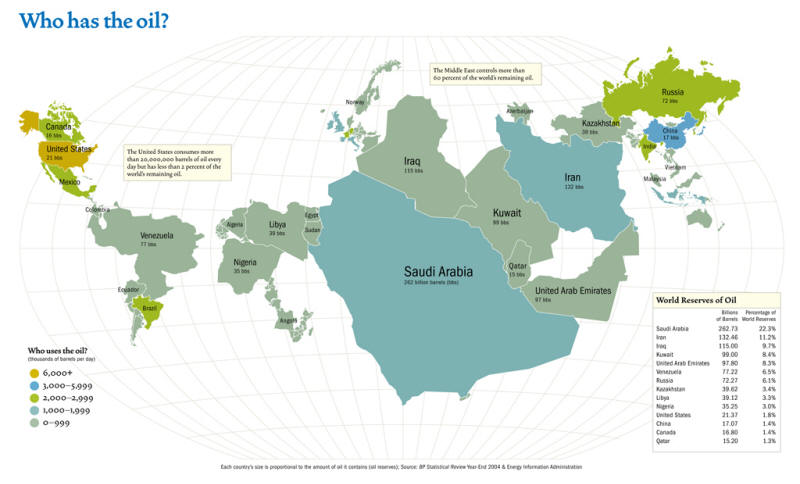 Who has the oil?
The Middle East controls more than
60 percent of the world's remaining oil.
The United States consumes more
than 20,000,000 barrels of oil every
day but has less than 2 percent of the
world's remaining oil.
Canada
16 bbs
United States
21 bbs
Mexico
Colombia
Venezuela
77 bbs
Ecuador
Brazil
Norway
Algeria
Libya
39 bbs
Egypt
Sudan
Nigeria
35 bbs
Angola
Iraq
115 bbs
Kuwait
99 bbs
Saudi Arabia
262 billion barrels (bbs)
Qatar
15 bbs
United Arab Emirates
97 bbs
Iran
132 bbs
Azerbaijan
Kazakhstan
39 bbs
Russia
72 bbs
China
17 bbs
India
Vietnam
Malaysia
Who uses the oil?
(thousands of barrels per day)
6,000+
3,000–5,999
2,000–2,999
1,000–1,999
0–999
World Reserves of Oil
Billions of Barrels Percentage of World Reserves
Saudi Arabia 262.73 22.3%
Iran 132.46 11.2%
Iraq 115.00 9.7%
Kuwait 99.00 8.4%
United Arab Emirates 97.80 8.3%
Venezuela 77.22 6.5%
Russia 72.27 6.1%
Kazakhstan 39.62 3.4%
Libya 39.12 3.3%
Nigeria 35.25 3.0%
United States 21.37 1.8%
China 17.07 1.4%
Canada 16.80 1.4%
Qatar 15.20 1.3%
Each country's size is proportional to the amount of oil it contains (oil reserves); Source: BP Statistical Review Year-End 2004 & Energy Information Administration